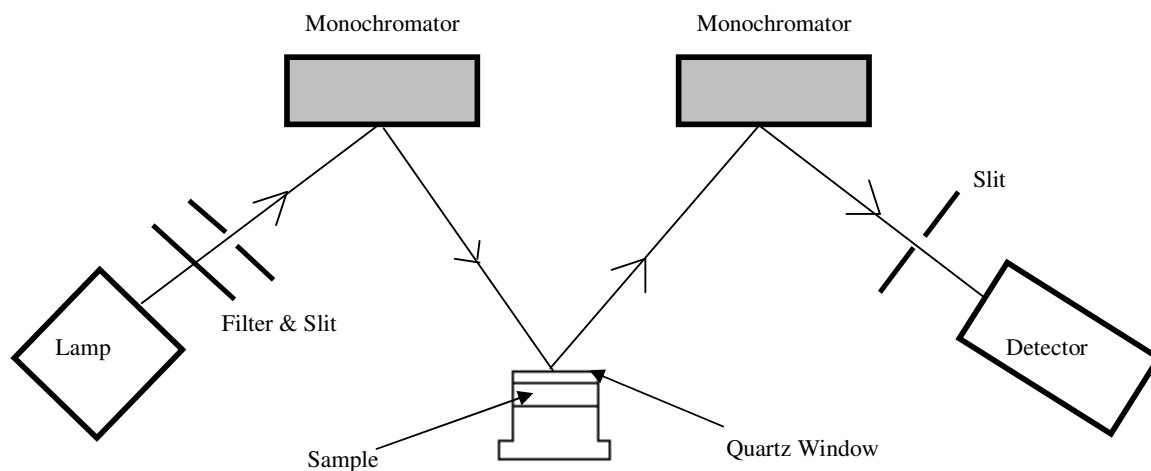 Monochromator
Monochromator
Slit
Filter & Slit
Lamp
Detector
Quartz Window
Sample